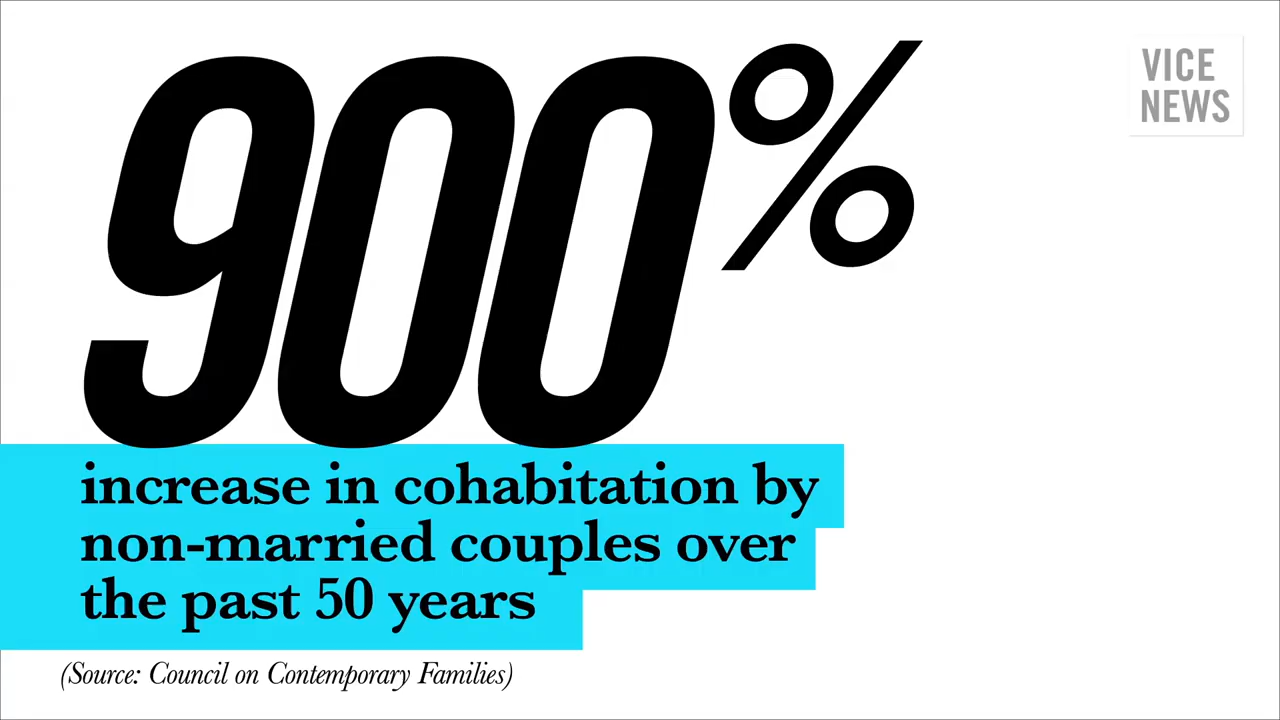 900%
VICE
NEWS
increase in cohabitation by
non-married couples over
the past 50 years
(Source: Council on Contemporary Families)